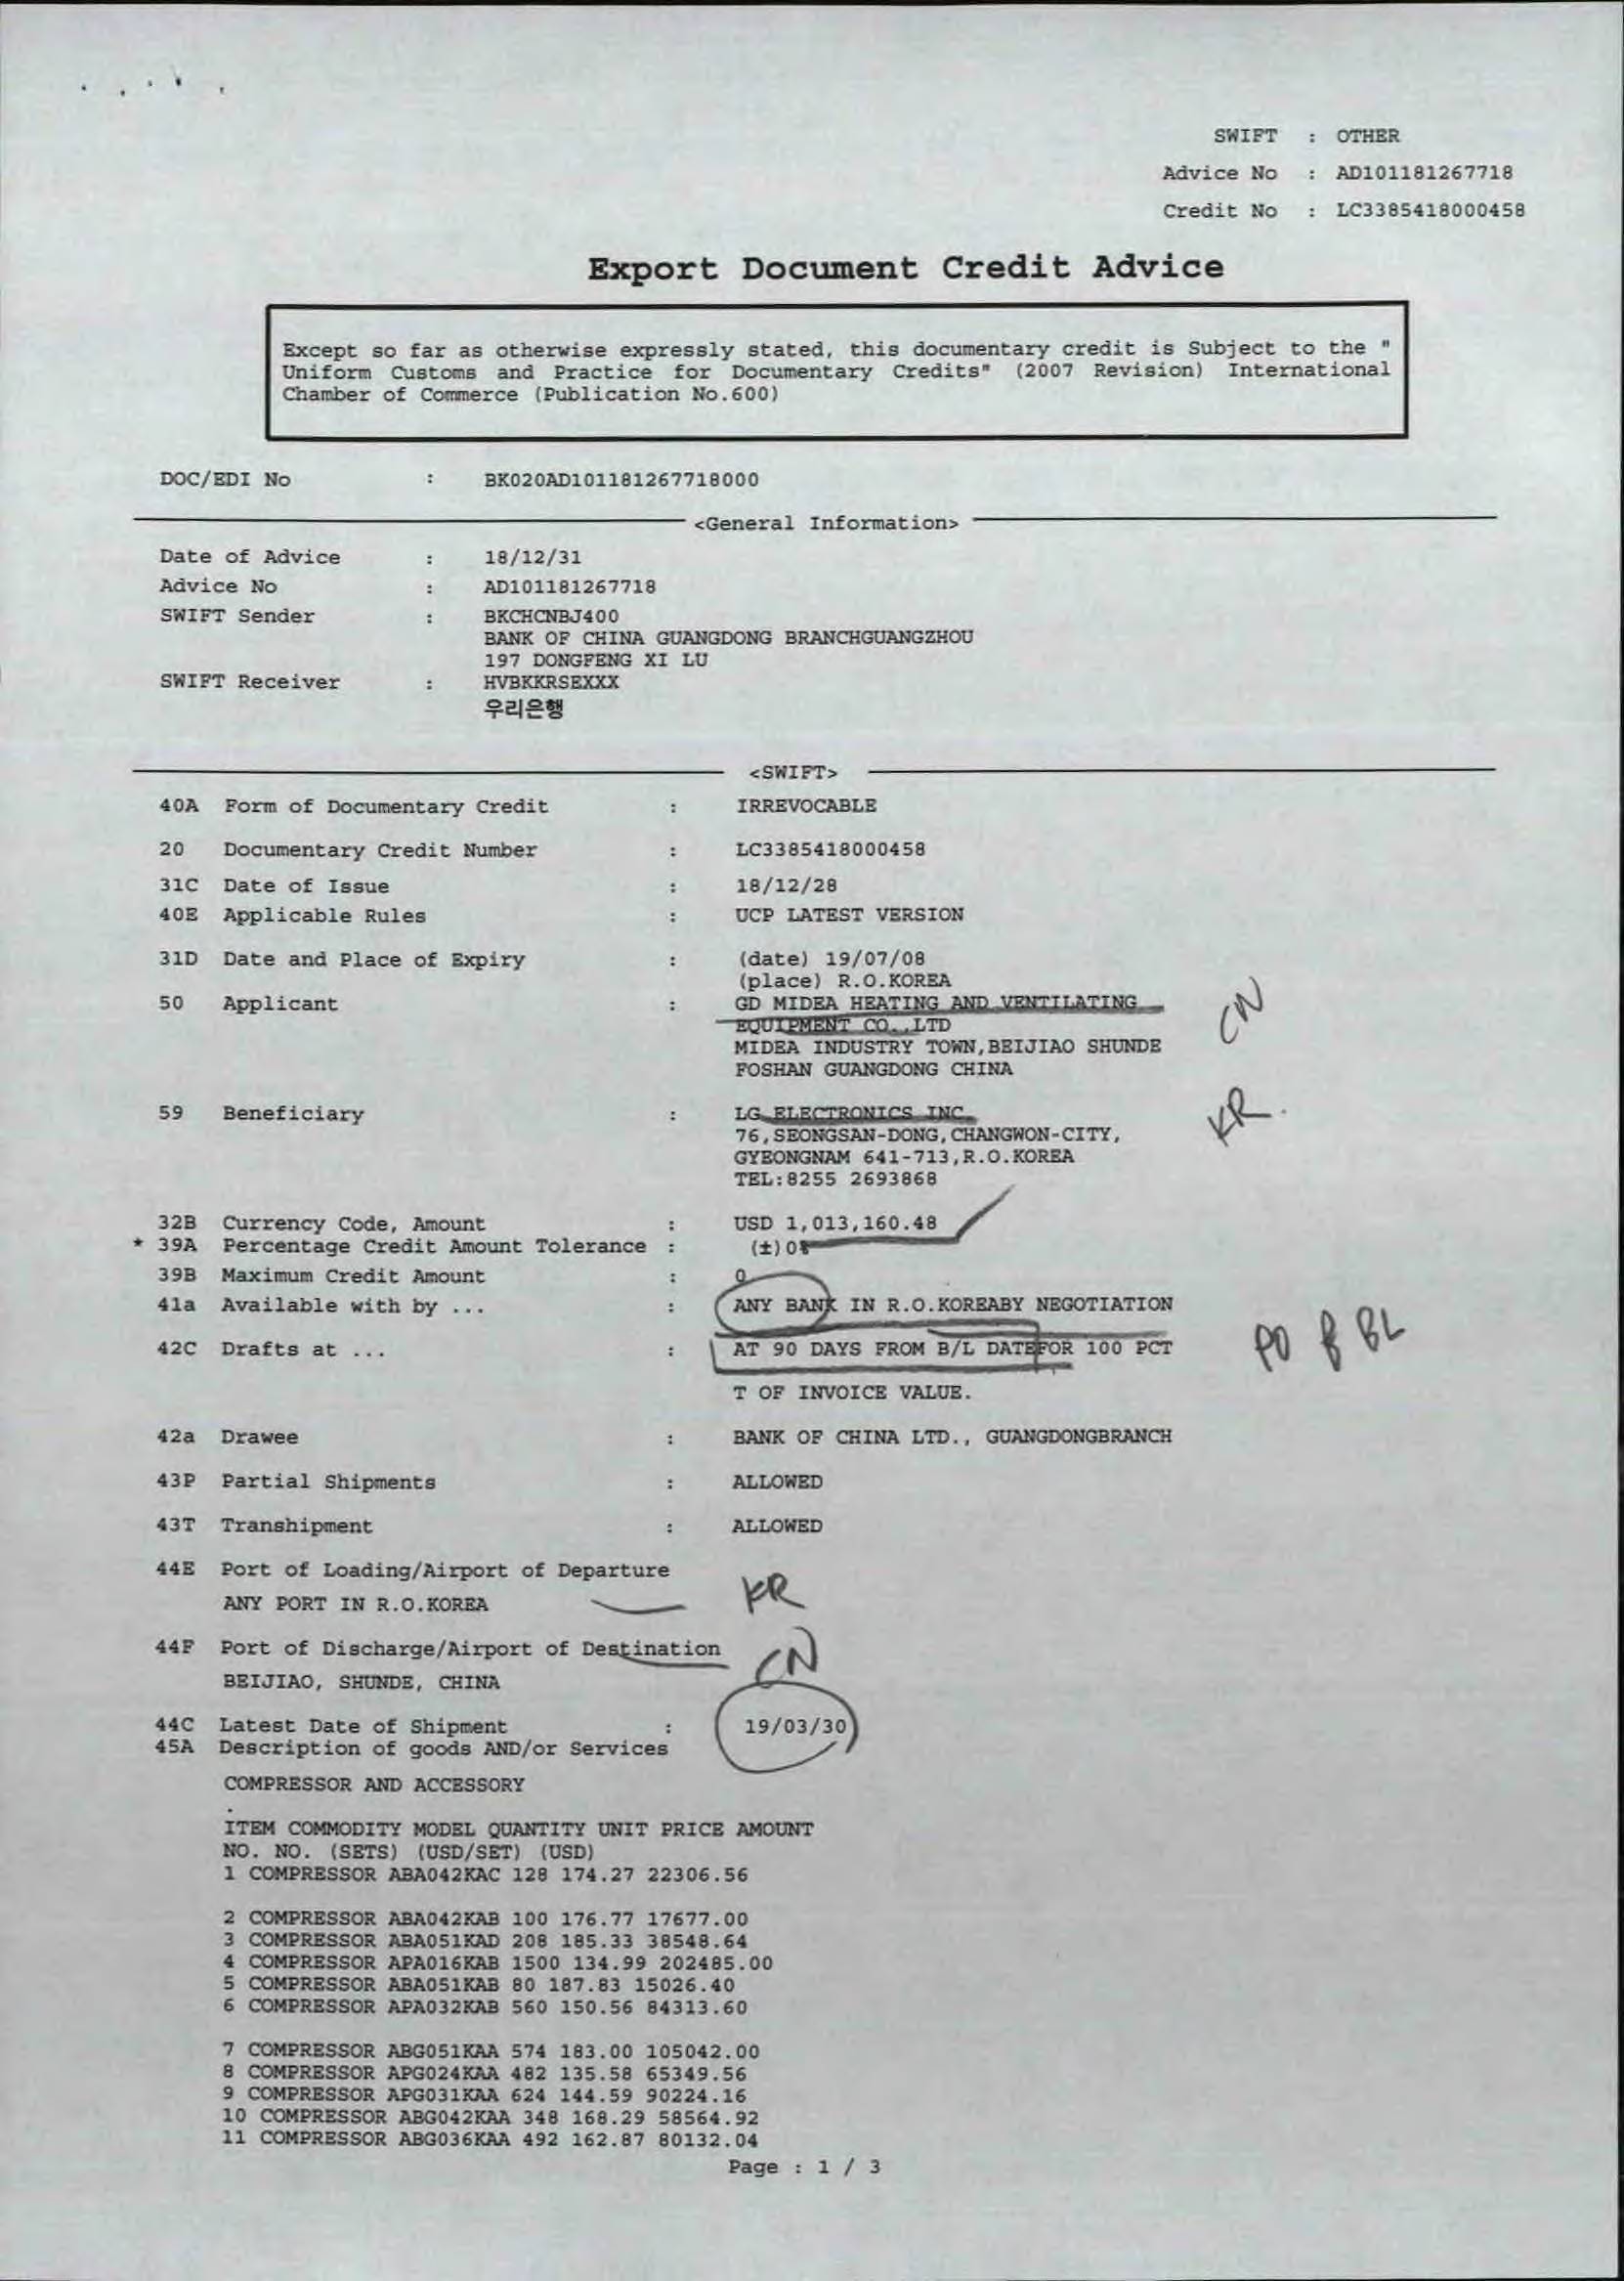 SWIFT : OTHER
Advice No : AD101181267718
Credit No : LC3385418000458
Export Document Credit Advice
Except so far as otherwise expressly stated, this documentary credit is Subject to the "
Uniform Customs and Practice for Documentary Credits" (2007 Revision) International
Chamber of Commerce (Publication No.600)
DOC/EDI No : BK020AD101181267718000
<General Information>
Date of Advice : 18/12/31
Advice No : AD101181267718
SWIFT Sender : BKCHCNBJ400
BANK OF CHINA GUANGDONG BRANCHGUANGZHOU
197 DONGFENG XI LU
SWIFT Receiver : HVBKKRSEXXX
우리은행
<SWIFT>
40A Form of Documentary Credit : IRREVOCABLE
20 Documentary Credit Number : LC3385418000458
31C Date of Issue : 18/12/28
40E Applicable Rules : UCP LATEST VERSION
31D Date and Place of Expiry : (date) 19/07/08
(place) R.O.KOREA
50 Applicant : GD MIDEA HEATING AND VENTILATING
EQUIPMENT CO.,LTD
MIDEA INDUSTRY TOWN,BEIJIAO SHUNDE
FOSHAN GUANGDONG CHINA
CN
59 Beneficiary : LG ELECTRONICS INC.
76,SEONGSAN-DONG,CHANGWON-CITY,
GYEONGNAM 641-713,R.O.KOREA
TEL:8255 2693868
KR.
32B Currency Code, Amount : USD 1,013,160.48
* 39A Percentage Credit Amount Tolerance : (±)0%
39B Maximum Credit Amount : 0
41a Available with by ... : ANY BANK IN R.O.KOREABY NEGOTIATION
42C Drafts at ... : AT 90 DAYS FROM B/L DATEFOR 100 PCT
T OF INVOICE VALUE.
BL
42a Drawee : BANK OF CHINA LTD., GUANGDONGBRANCH
43P Partial Shipments : ALLOWED
43T Transhipment : ALLOWED
44E Port of Loading/Airport of Departure
ANY PORT IN R.O.KOREA KR
44F Port of Discharge/Airport of Destination
BEIJIAO, SHUNDE, CHINA CN
44C Latest Date of Shipment : 19/03/30
45A Description of goods AND/or Services
COMPRESSOR AND ACCESSORY
.
ITEM COMMODITY MODEL QUANTITY UNIT PRICE AMOUNT
NO. NO. (SETS) (USD/SET) (USD)
1 COMPRESSOR ABA042KAC 128 174.27 22306.56
2 COMPRESSOR ABA042KAB 100 176.77 17677.00
3 COMPRESSOR ABA051KAD 208 185.33 38548.64
4 COMPRESSOR APA016KAB 1500 134.99 202485.00
5 COMPRESSOR ABA051KAB 80 187.83 15026.40
6 COMPRESSOR APA032KAB 560 150.56 84313.60
7 COMPRESSOR ABG051KAA 574 183.00 105042.00
8 COMPRESSOR APG024KAA 482 135.58 65349.56
9 COMPRESSOR APG031KAA 624 144.59 90224.16
10 COMPRESSOR ABG042KAA 348 168.29 58564.92
11 COMPRESSOR ABG036KAA 492 162.87 80132.04
Page : 1 / 3